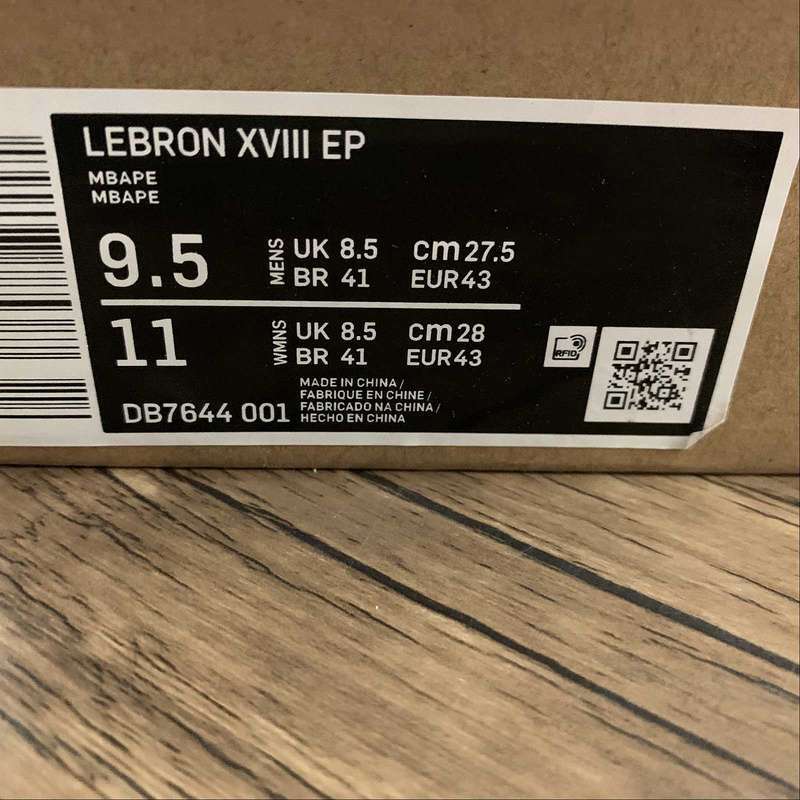 LEBRON XVIII EP
MBAPE
MBAPE
9.5 MENS UK 8.5 cm 27.5
BR 41 EUR 43
11 WMNS UK 8.5 cm 28
BR 41 EUR 43
RFID
DB7644 001
MADE IN CHINA /
FABRIQUE EN CHINE /
FABRICADO NA CHINA /
HECHO EN CHINA